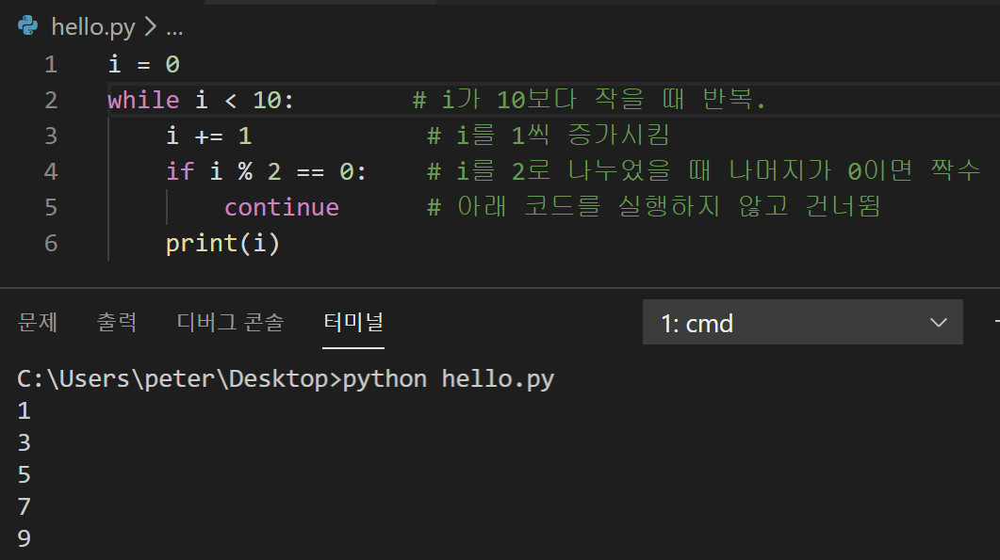 hello.py > ...
1 i = 0
2 while i < 10:        # i가 10보다 작을 때 반복.
3     i += 1            # i를 1씩 증가시킴
4     if i % 2 == 0:    # i를 2로 나누었을 때 나머지가 0이면 짝수
5         continue      # 아래 코드를 실행하지 않고 건너뜀
6     print(i)
문제 출력 디버그 콘솔 터미널 1: cmd
C:\Users\peter\Desktop>python hello.py
1
3
5
7
9